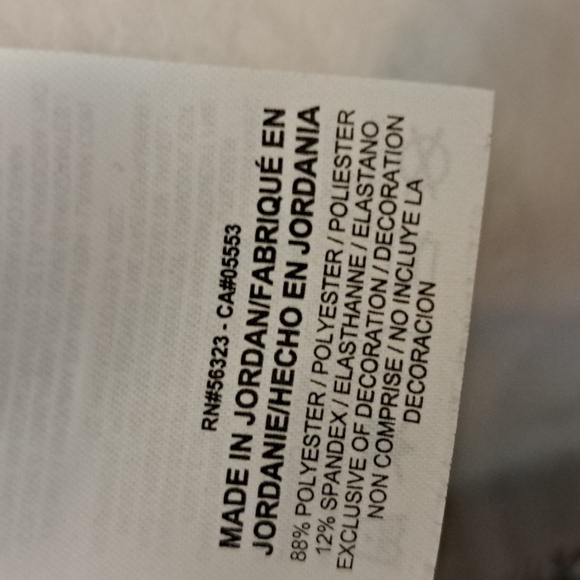 RN#56323 - CA#05553
MADE IN JORDAN/FABRIQUÉ EN
JORDANIE/HECHO EN JORDANIA
88% POLYESTER / POLYESTER / POLIESTER
12% SPANDEX / ELASTHANNE / ELASTANO
EXCLUSIVE OF DECORATION / DECORATION
NON COMPRISE / NO INCLUYE LA
DECORACION